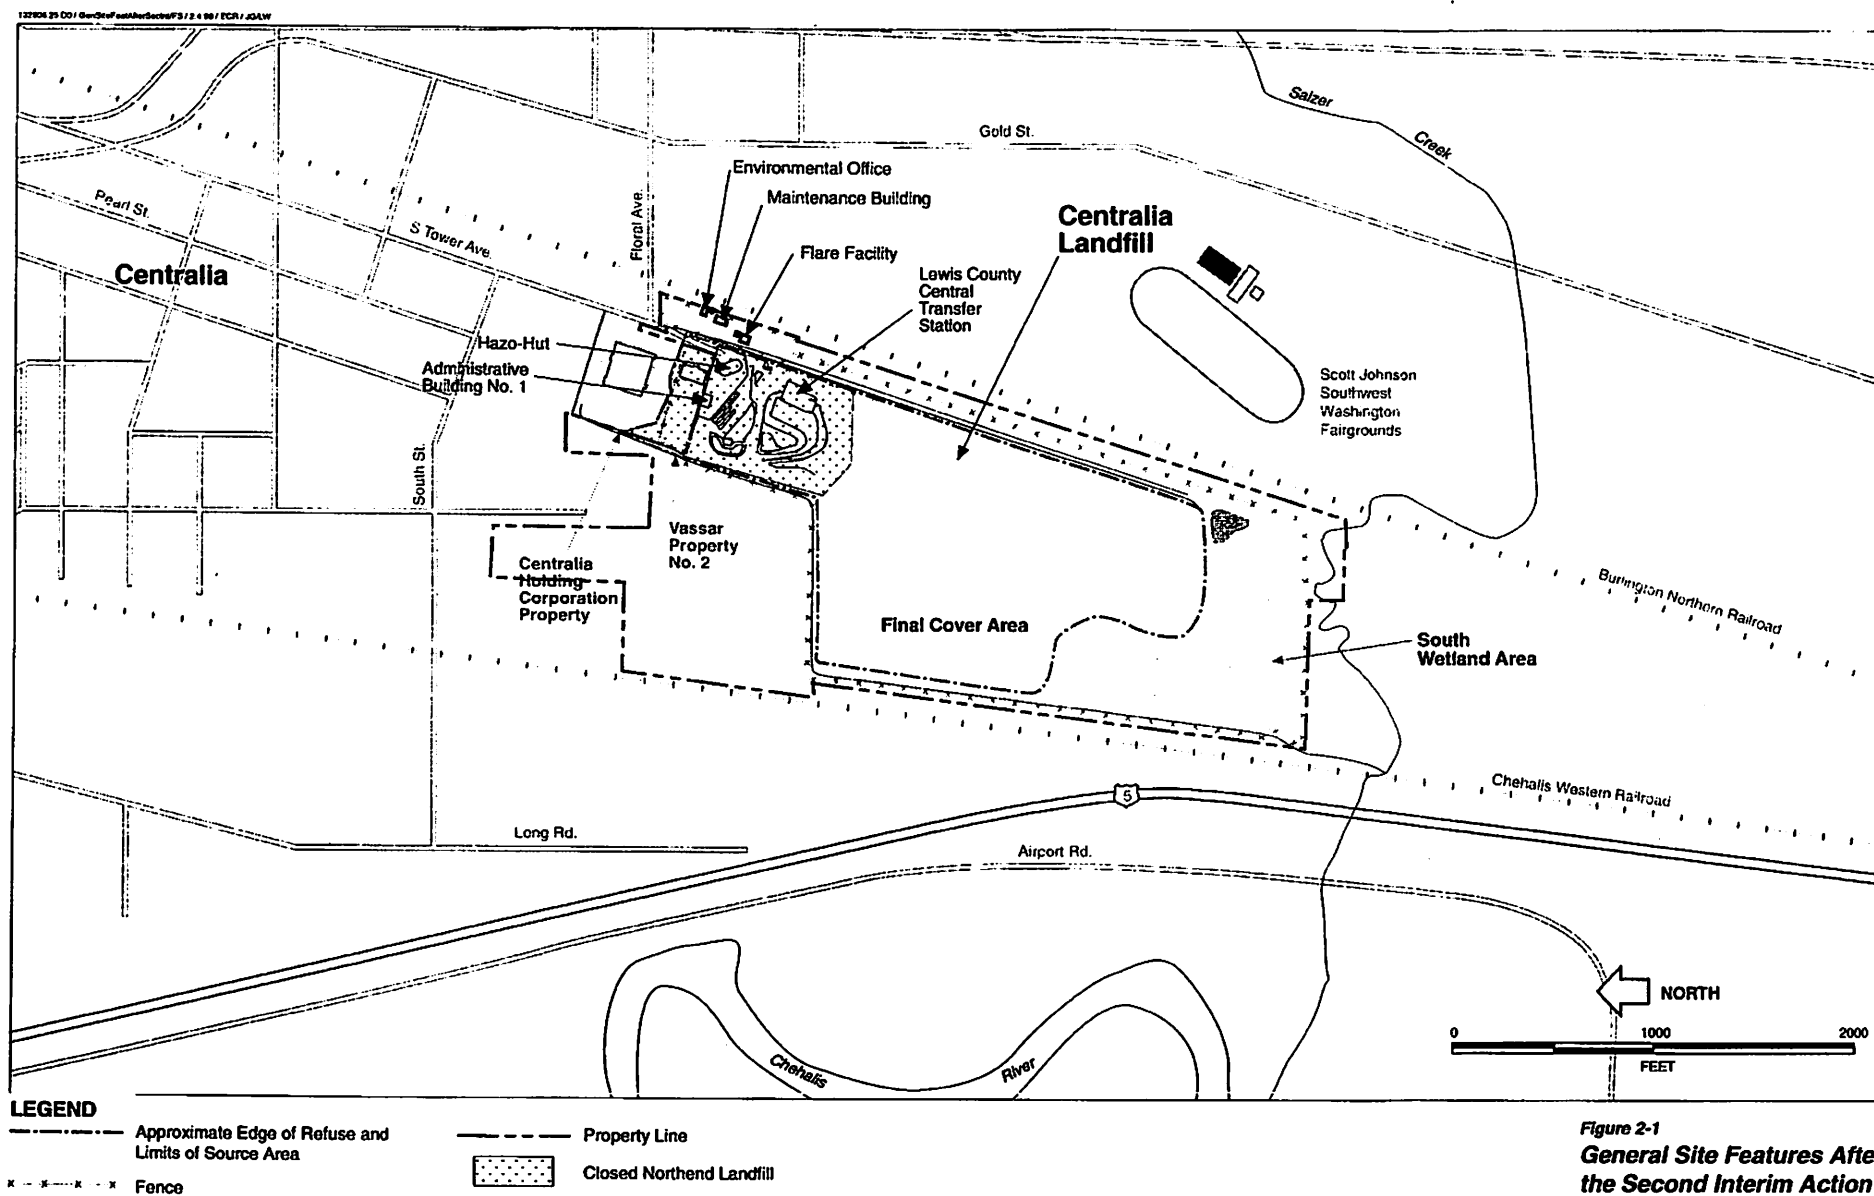 Salzer
Creek
Gold St.
Environmental Office
Maintenance Building
Pearl St.
Floral Ave.
Centralia
Landfill
S Tower Ave.
Flare Facility
Centralia
Lewis County
Central
Transfer
Station
Hazo-Hut
Administrative
Building No. 1
Scott Johnson
Southwest
Washington
Fairgrounds
South St.
Vassar
Property
No. 2
Centralia
Holding
Corporation
Property
Burlington Northern Railroad
Final Cover Area
South
Wetland Area
Chehalis Western Railroad
5
Long Rd.
Airport Rd.
NORTH
0 1000 2000
FEET
Chehalis
River
LEGEND
Approximate Edge of Refuse and
Limits of Source Area
Property Line
Closed Northend Landfill
Fence
Figure 2-1
General Site Features Afte
the Second Interim Action